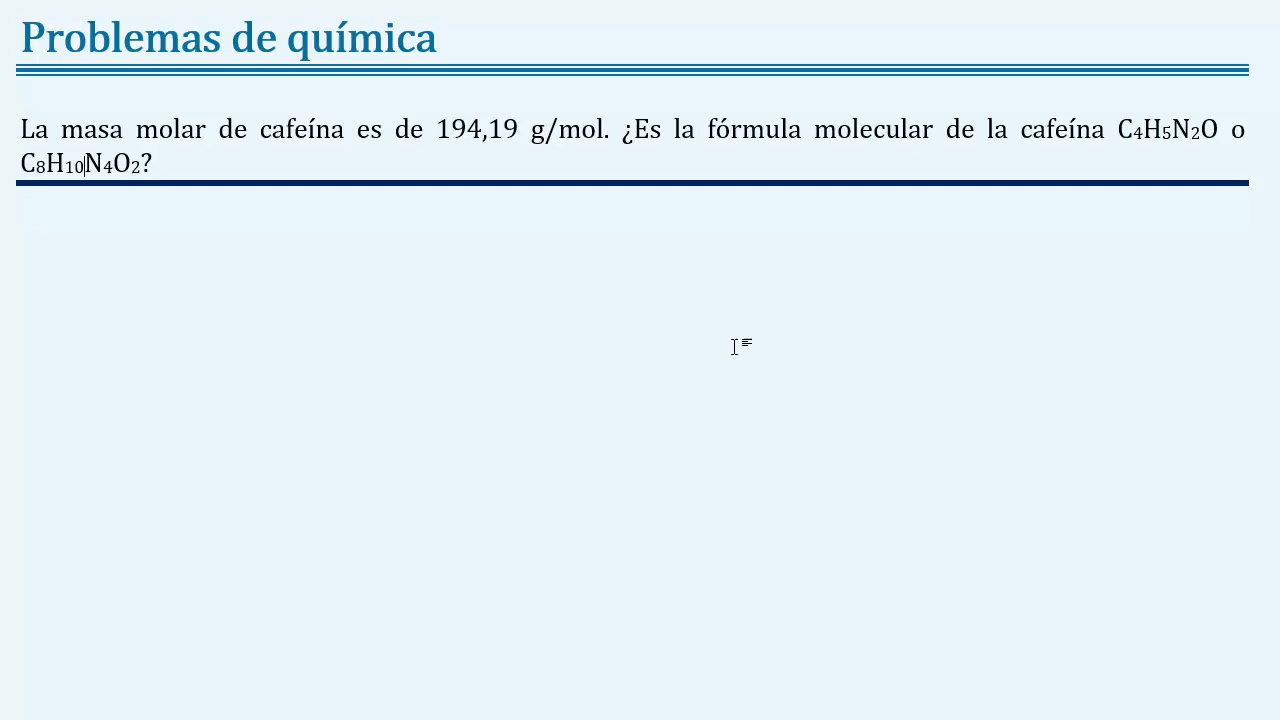 Problemas de química
La masa molar de cafeína es de 194,19 g/mol. ¿Es la fórmula molecular de la cafeína C₄H₅N₂O o
C₈H₁₀N₄O₂?